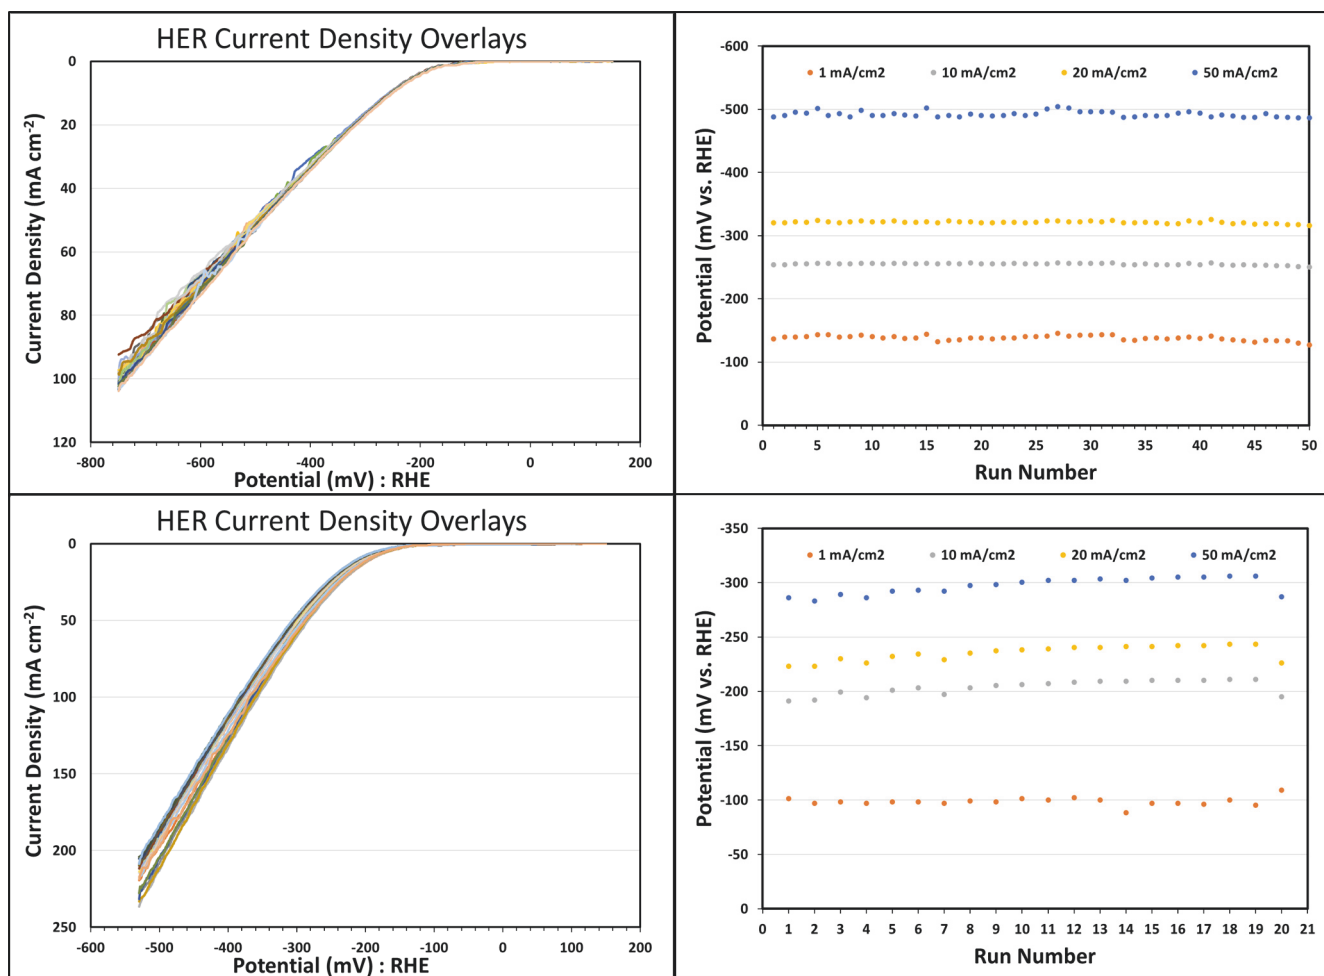 HER Current Density Overlays
Current Density (mA cm-2)
0
20
40
60
80
100
120
-800 -600 -400 -200 0 200
Potential (mV) : RHE
Potential (mV vs. RHE)
-600
-500
-400
-300
-200
-100
0
1 mA/cm2 10 mA/cm2 20 mA/cm2 50 mA/cm2
0 5 10 15 20 25 30 35 40 45 50
Run Number
HER Current Density Overlays
Current Density (mA cm-2)
0
50
100
150
200
250
-600 -500 -400 -300 -200 -100 0 100 200
Potential (mV) : RHE
Potential (mV vs. RHE)
-350
-300
-250
-200
-150
-100
-50
0
1 mA/cm2 10 mA/cm2 20 mA/cm2 50 mA/cm2
0 1 2 3 4 5 6 7 8 9 10 11 12 13 14 15 16 17 18 19 20 21
Run Number